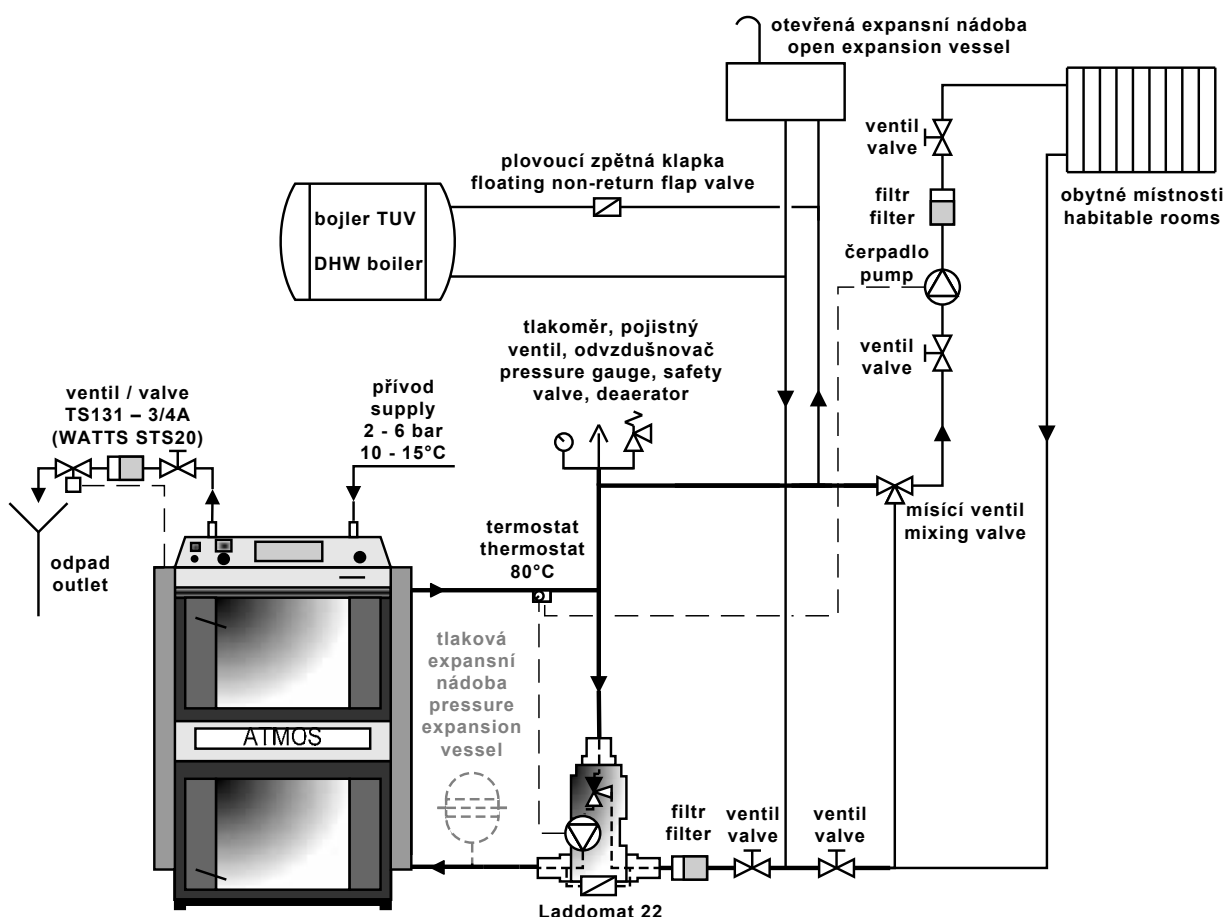 otevřená expansní nádoba
open expansion vessel
ventil
valve
plovoucí zpětná klapka
floating non-return flap valve
filtr
filter
obytné místnosti
habitable rooms
bojler TUV
DHW boiler
čerpadlo
pump
tlakoměr, pojistný
ventil, odvzdušnovač
pressure gauge, safety
valve, deaerator
ventil
valve
ventil / valve
TS131 – 3/4A
(WATTS STS20)
přívod
supply
2 - 6 bar
10 - 15°C
mísící ventil
mixing valve
termostat
thermostat
80°C
odpad
outlet
tlaková
expansní
nádoba
pressure
expansion
vessel
ATMOS
filtr
filter
ventil
valve
ventil
valve
Laddomat 22